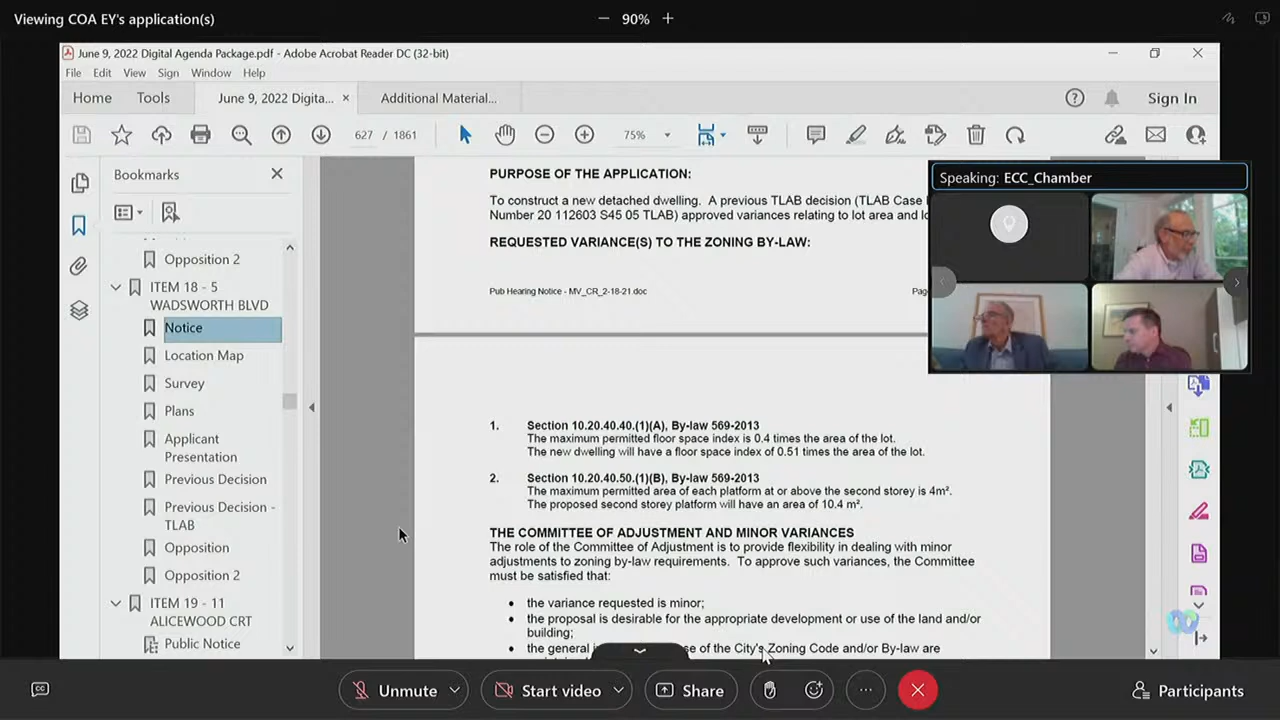 Viewing COA EY's application(s)
90%
June 9, 2022 Digital Agenda Package.pdf - Adobe Acrobat Reader DC (32-bit)
File Edit View Sign Window Help
Home Tools June 9, 2022 Digita... × Additional Material... Sign In
627 / 1861 75%
Bookmarks
Opposition 2
ITEM 18 - 5
WADSWORTH BLVD
Notice
Location Map
Survey
Plans
Applicant
Presentation
Previous Decision
Previous Decision -
TLAB
Opposition
Opposition 2
ITEM 19 - 11
ALICEWOOD CRT
Public Notice
PURPOSE OF THE APPLICATION:
To construct a new detached dwelling. A previous TLAB decision (TLAB Case
Number 20 112603 S45 05 TLAB) approved variances relating to lot area and
REQUESTED VARIANCE(S) TO THE ZONING BY-LAW:
Pub Hearing Notice - MV_CR_2-18-21.doc
1. Section 10.20.40.40.(1)(A), By-law 569-2013
The maximum permitted floor space index is 0.4 times the area of the lot.
The new dwelling will have a floor space index of 0.51 times the area of the lot.
2. Section 10.20.40.50.(1)(B), By-law 569-2013
The maximum permitted area of each platform at or above the second storey is 4m².
The proposed second storey platform will have an area of 10.4 m².
THE COMMITTEE OF ADJUSTMENT AND MINOR VARIANCES
The role of the Committee of Adjustment is to provide flexibility in dealing with minor
adjustments to zoning by-law requirements. To approve such variances, the Committee
must be satisfied that:
• the variance requested is minor;
• the proposal is desirable for the appropriate development or use of the land and/or
building;
• the general of the City's Zoning Code and/or By-law are
Speaking: ECC_Chamber
Unmute Start video Share Participants